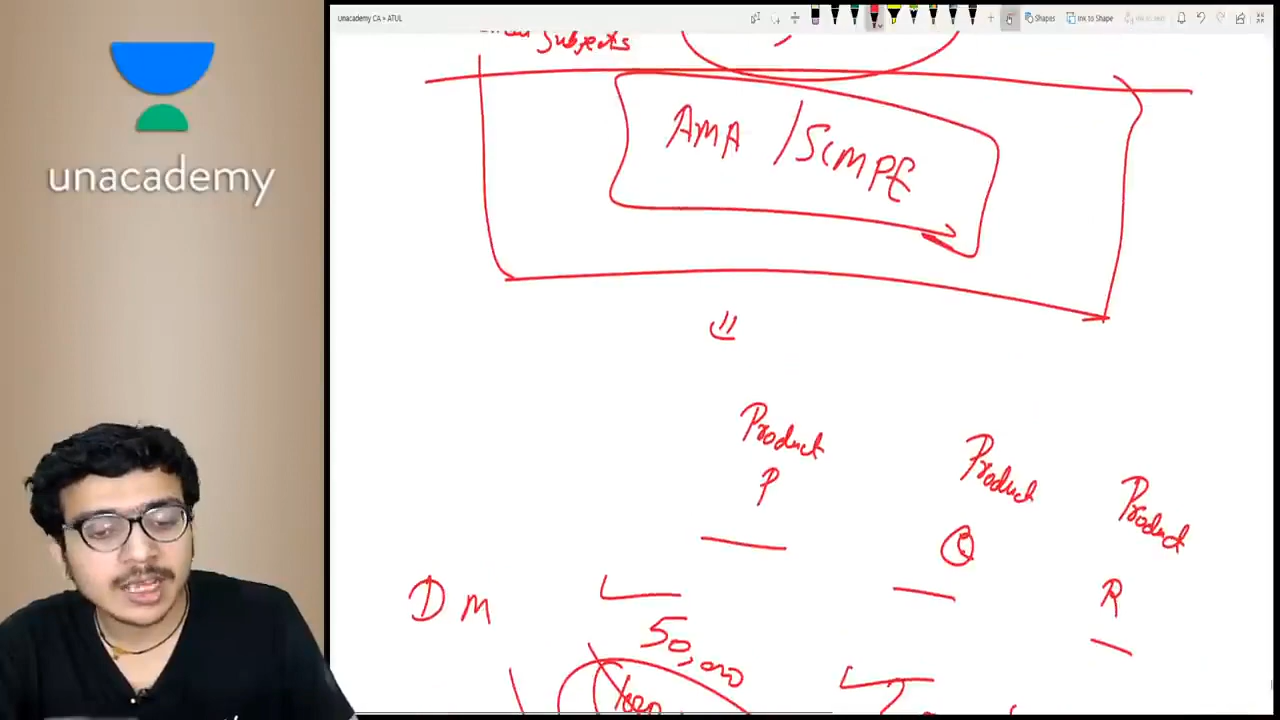 unacademy CA > ATUL
Shapes
Ink to Shape
Subjects
unacademy
AMA / SCMPE
Product
P
Product
Q
Product
R
DM
50,000